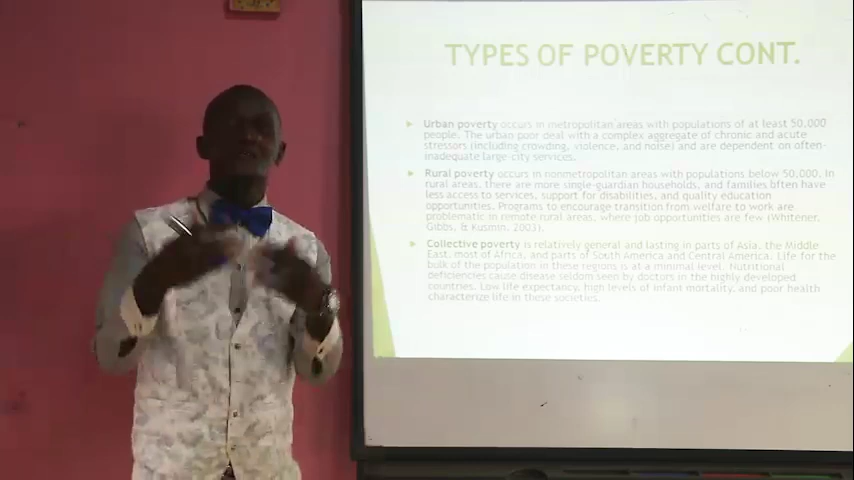 TYPES OF POVERTY CONT.
Urban poverty occurs in metropolitan areas with populations of at least 50,000
people. The urban poor deal with a complex aggregate of chronic and acute
stressors (including crowding, violence, and noise) and are dependent on often-
inadequate large-city services.
Rural poverty occurs in nonmetropolitan areas with populations below 50,000. In
rural areas, there are more single-guardian households, and families often have
less access to services, support for disabilities, and quality education
opportunities. Programs to encourage transition from welfare to work are
problematic in remote rural areas, where job opportunities are few (Whitener,
Gibbs, & Kusmin, 2003).
Collective poverty is relatively general and lasting in parts of Asia, the Middle
East, most of Africa, and parts of South America and Central America. Life for the
bulk of the population in these regions is at a minimal level. Nutritional
deficiencies cause disease seldom seen by doctors in the highly developed
countries. Low life expectancy, high levels of infant mortality, and poor health
characterize life in these societies.